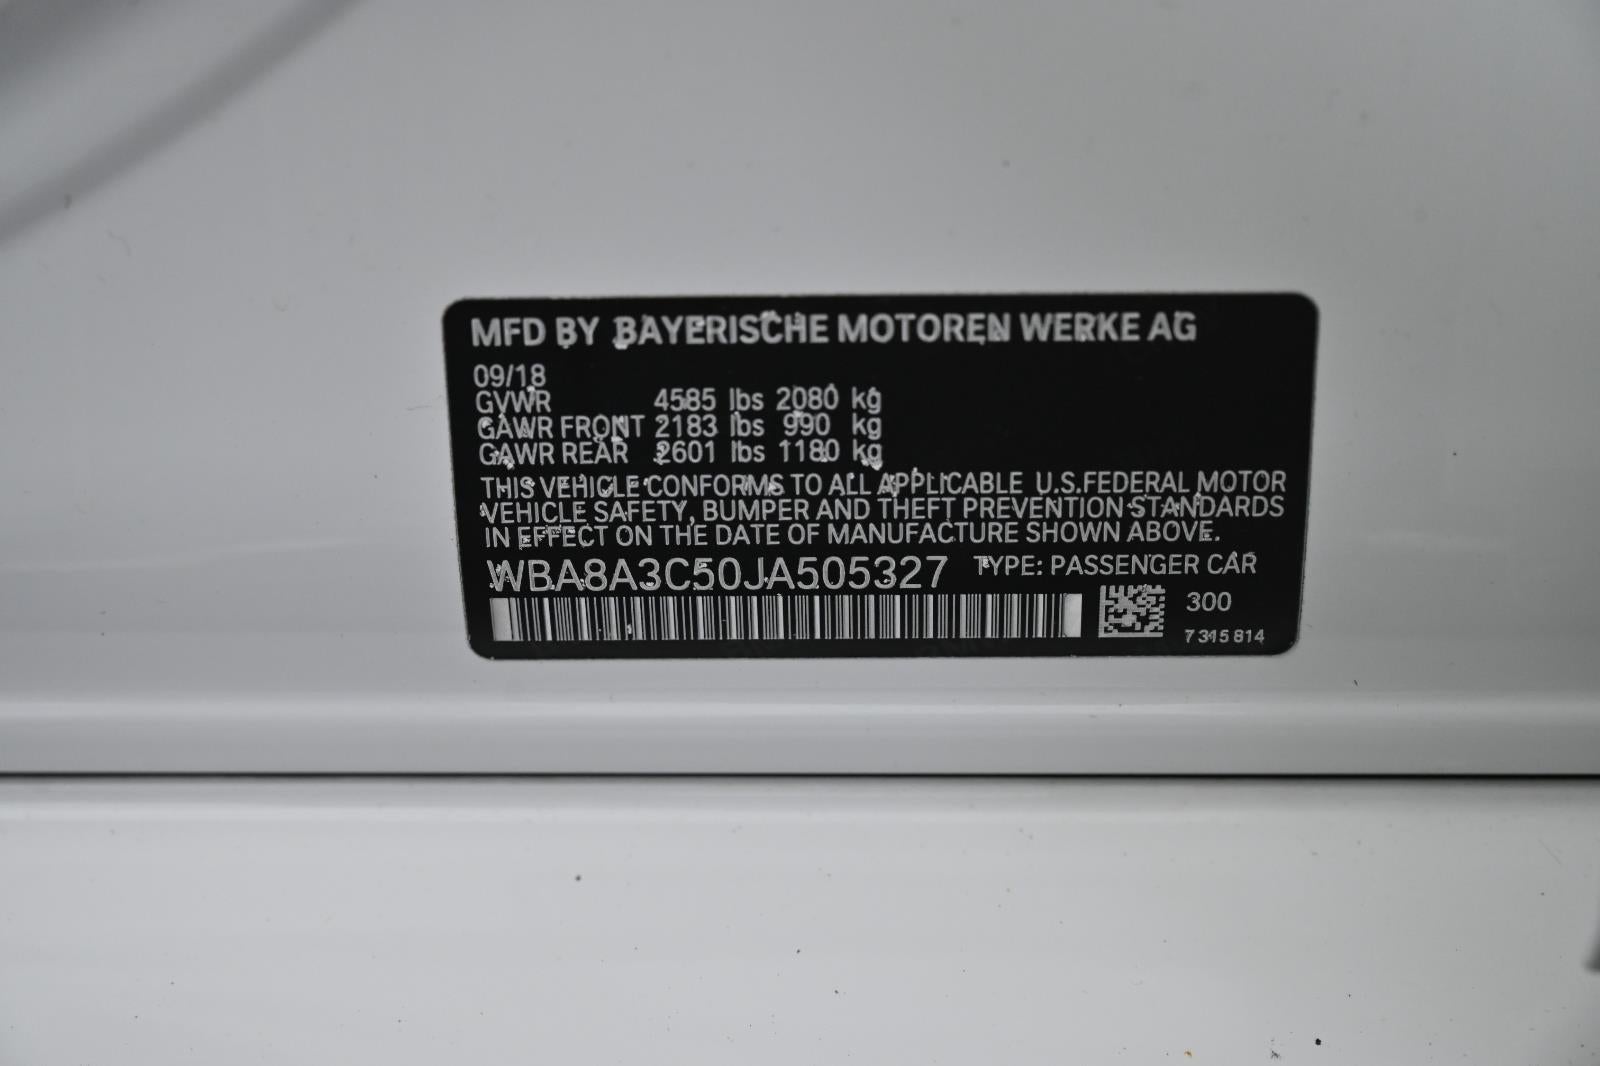 MFD BY BAYERISCHE MOTOREN WERKE AG
09/18
GVWR 4585 lbs 2080 kg
GAWR FRONT 2183 lbs 990 kg
GAWR REAR 2601 lbs 1180 kg
THIS VEHICLE CONFORMS TO ALL APPLICABLE U.S.FEDERAL MOTOR
VEHICLE SAFETY, BUMPER AND THEFT PREVENTION STANDARDS
IN EFFECT ON THE DATE OF MANUFACTURE SHOWN ABOVE.
WBA8A3C50JA505327 TYPE: PASSENGER CAR
300
7 315 814